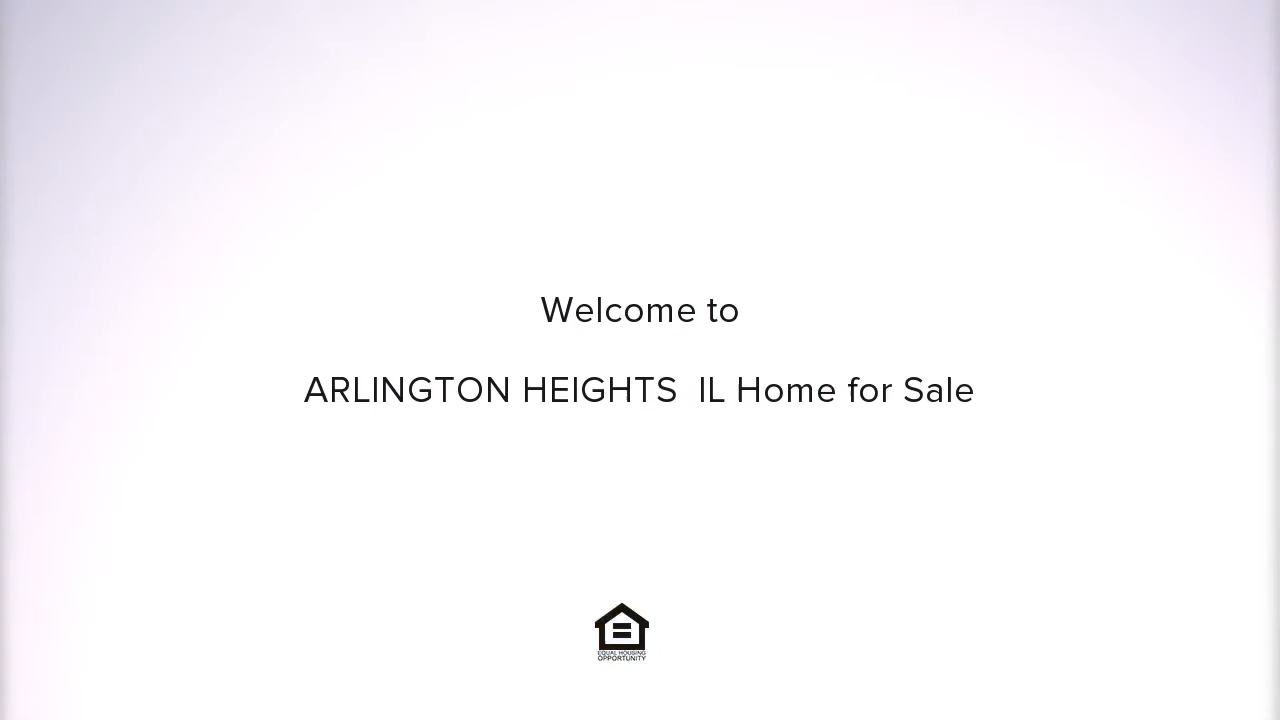 Welcome to
ARLINGTON HEIGHTS  IL Home for Sale
EQUAL HOUSING
OPPORTUNITY